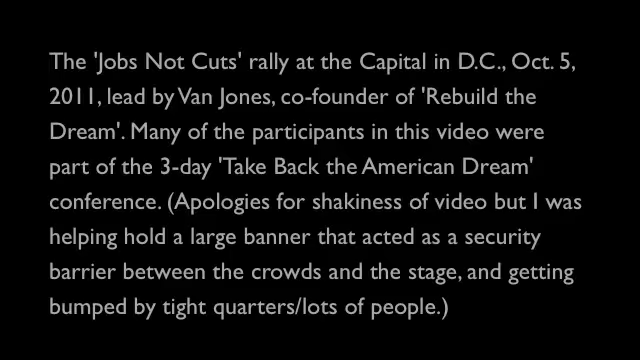 The 'Jobs Not Cuts' rally at the Capital in D.C., Oct. 5,
2011, lead by Van Jones, co-founder of 'Rebuild the
Dream'. Many of the participants in this video were
part of the 3-day 'Take Back the American Dream'
conference. (Apologies for shakiness of video but I was
helping hold a large banner that acted as a security
barrier between the crowds and the stage, and getting
bumped by tight quarters/lots of people.)